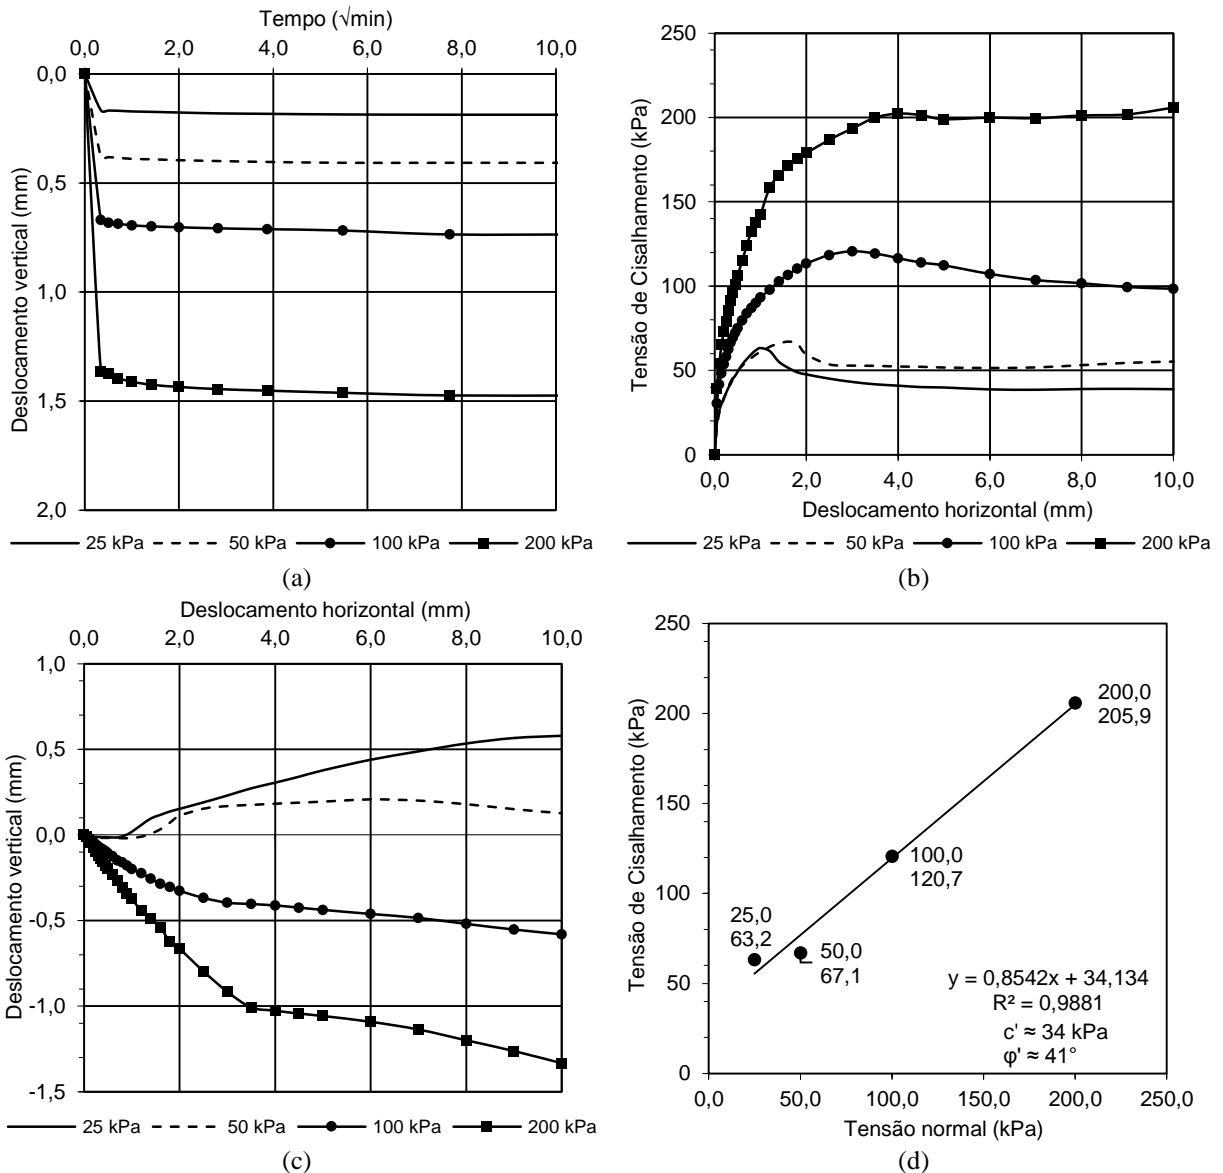 Tempo (√min)
0,0 2,0 4,0 6,0 8,0 10,0
0,0
0,5
1,0
1,5
2,0
Deslocamento vertical (mm)
25 kPa 50 kPa 100 kPa 200 kPa
(a)
250
200
150
100
50
0
Tensão de Cisalhamento (kPa)
0,0 2,0 4,0 6,0 8,0 10,0
Deslocamento horizontal (mm)
25 kPa 50 kPa 100 kPa 200 kPa
(b)
Deslocamento horizontal (mm)
0,0 2,0 4,0 6,0 8,0 10,0
1,0
0,5
0,0
-0,5
-1,0
-1,5
Deslocamento vertical (mm)
25 kPa 50 kPa 100 kPa 200 kPa
(c)
250
200
150
100
50
0
Tensão de Cisalhamento (kPa)
200,0
205,9
100,0
120,7
25,0
63,2
50,0
67,1
y = 0,8542x + 34,134
R² = 0,9881
c' ≈ 34 kPa
φ' ≈ 41°
0,0 50,0 100,0 150,0 200,0 250,0
Tensão normal (kPa)
(d)